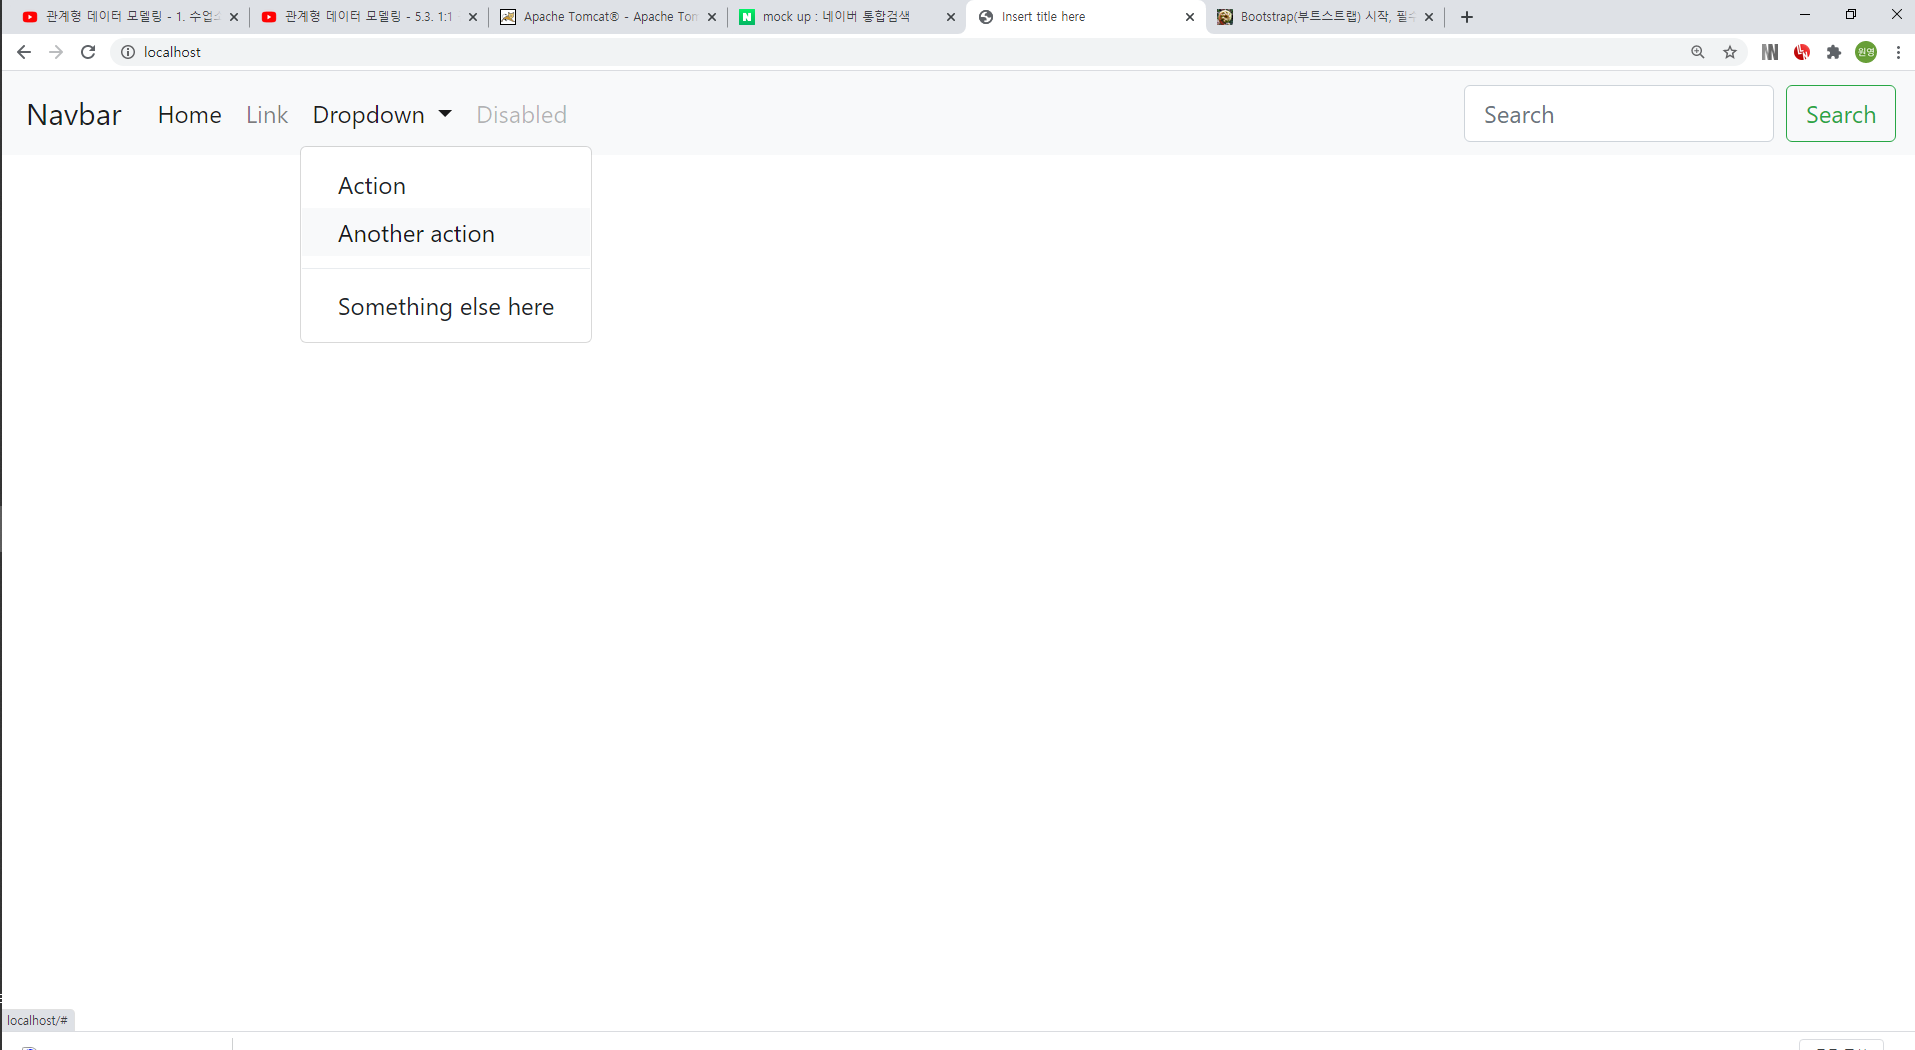 관계형 데이터 모델링 - 1. 수업
관계형 데이터 모델링 - 5.3. 1:1
Apache Tomcat® - Apache Tom
mock up : 네이버 통합검색
Insert title here
Bootstrap(부트스트랩) 시작, 필수
localhost
원영
Navbar Home Link Dropdown Disabled Search Search
Action
Another action
Something else here
localhost/#